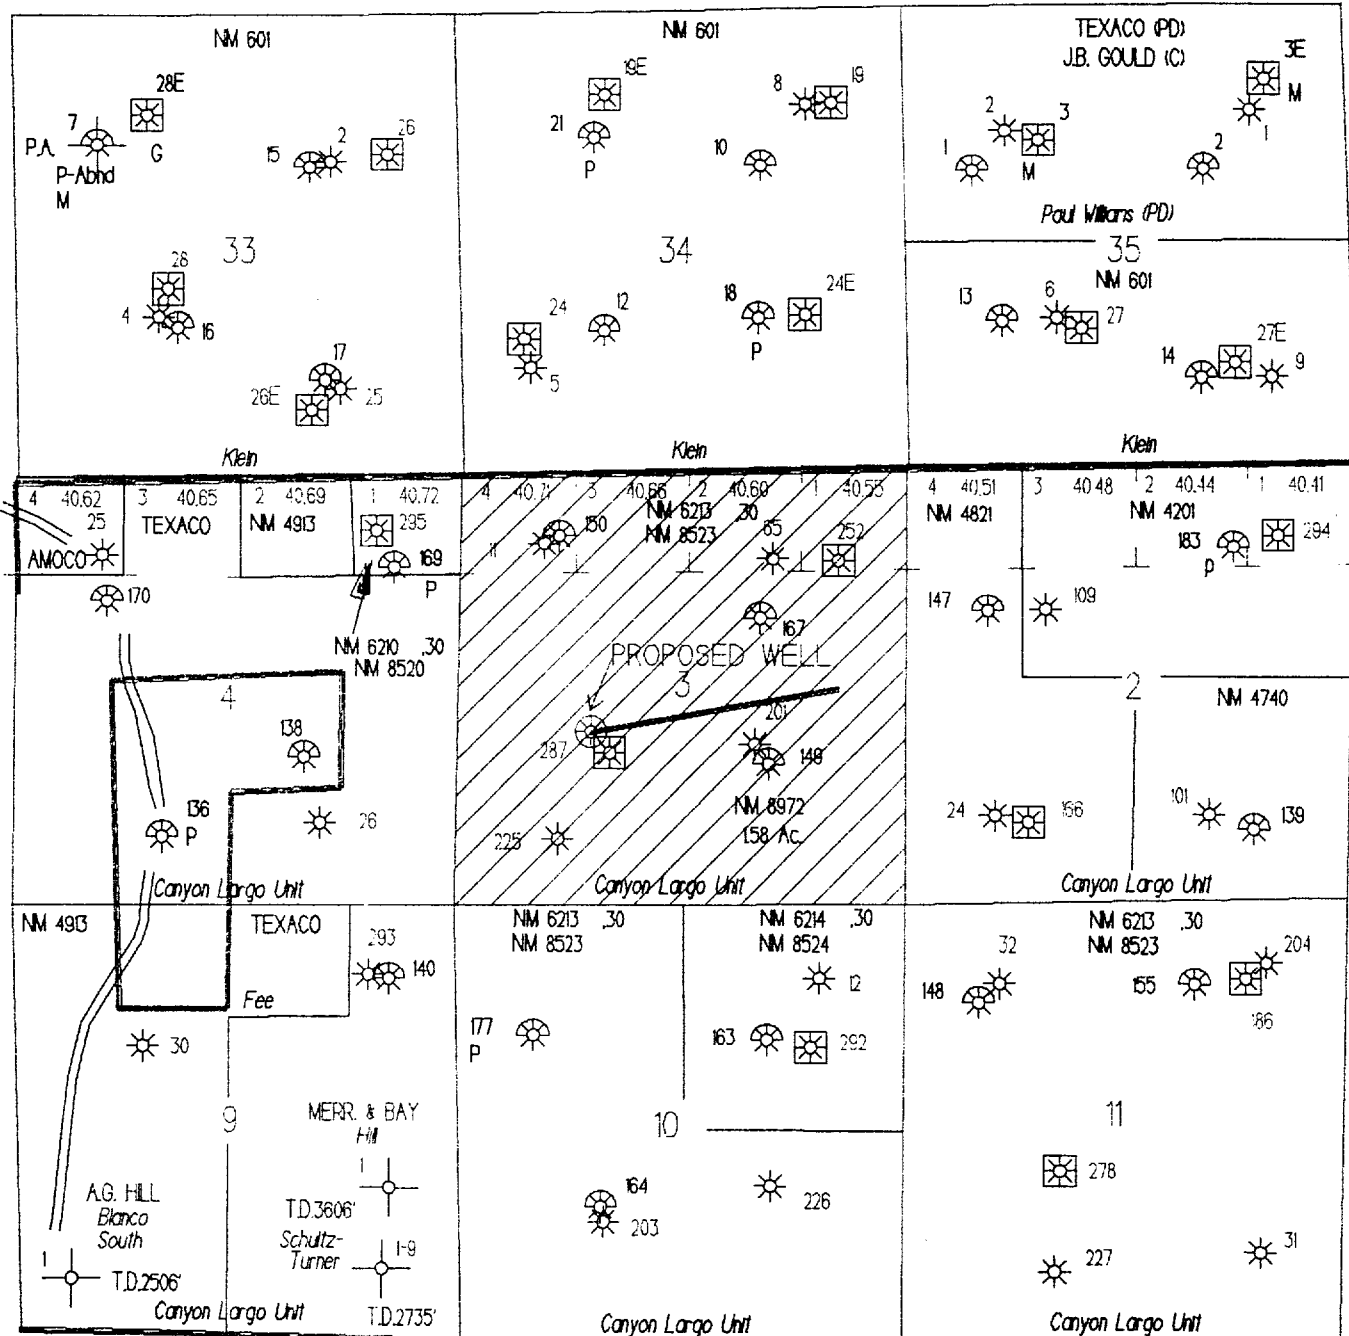 NM 601
28E
7
P.A.
P-Abnd
M
G
15
2
26
33
28
4
16
17
26E
25
Klein
NM 601
19E
21
P
8
19
10
34
24
12
5
18
P
24E
Klein
TEXACO (PD)
J.B. GOULD (C)
3E
M
2
3
1
M
2
1
Paul Williams (PD)
35
NM 601
13
6
27
14
27E
9
Klein
4 40.62 3 40.65 2 40.69 1 40.72
25
TEXACO
NM 4913
295
AMOCO
169
P
170
NM 6210 .30
NM 8520
4
138
136
P
26
Canyon Largo Unit
4 40.71 3 40.66 2 40.60 1 40.55
NM 6213 .30
NM 8523
11
150
65
252
167
PROPOSED WELL
3
201
287
149
NM 8972
158 Ac.
225
Canyon Largo Unit
4 40.51 3 40.48 2 40.44 1 40.41
NM 4821
NM 4201
183
P
294
147
109
2
NM 4740
24
166
101
139
Canyon Largo Unit
NM 4913
TEXACO
293
140
Fee
30
9
MERR. & BAY
Hill
1
T.D.3606'
A.G. HILL
Blanco
South
1
T.D.2506'
Schultz-
Turner
1-9
T.D.2735'
Canyon Largo Unit
NM 6213 .30
NM 8523
NM 6214 .30
NM 8524
12
177
P
163
292
10
164
203
226
Canyon Largo Unit
NM 6213 .30
NM 8523
32
148
155
204
186
11
278
227
31
Canyon Largo Unit